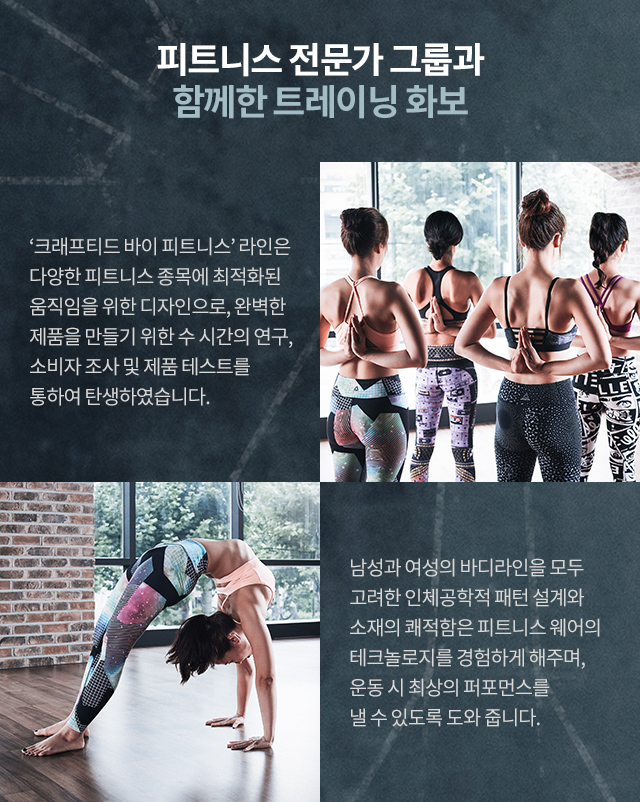 피트니스 전문가 그룹과
함께한 트레이닝 화보
‘크래프티드 바이 피트니스’ 라인은
다양한 피트니스 종목에 최적화된
움직임을 위한 디자인으로, 완벽한
제품을 만들기 위한 수 시간의 연구,
소비자 조사 및 제품 테스트를
통하여 탄생하였습니다.
남성과 여성의 바디라인을 모두
고려한 인체공학적 패턴 설계와
소재의 쾌적함은 피트니스 웨어의
테크놀로지를 경험하게 해주며,
운동 시 최상의 퍼포먼스를
낼 수 있도록 도와 줍니다.